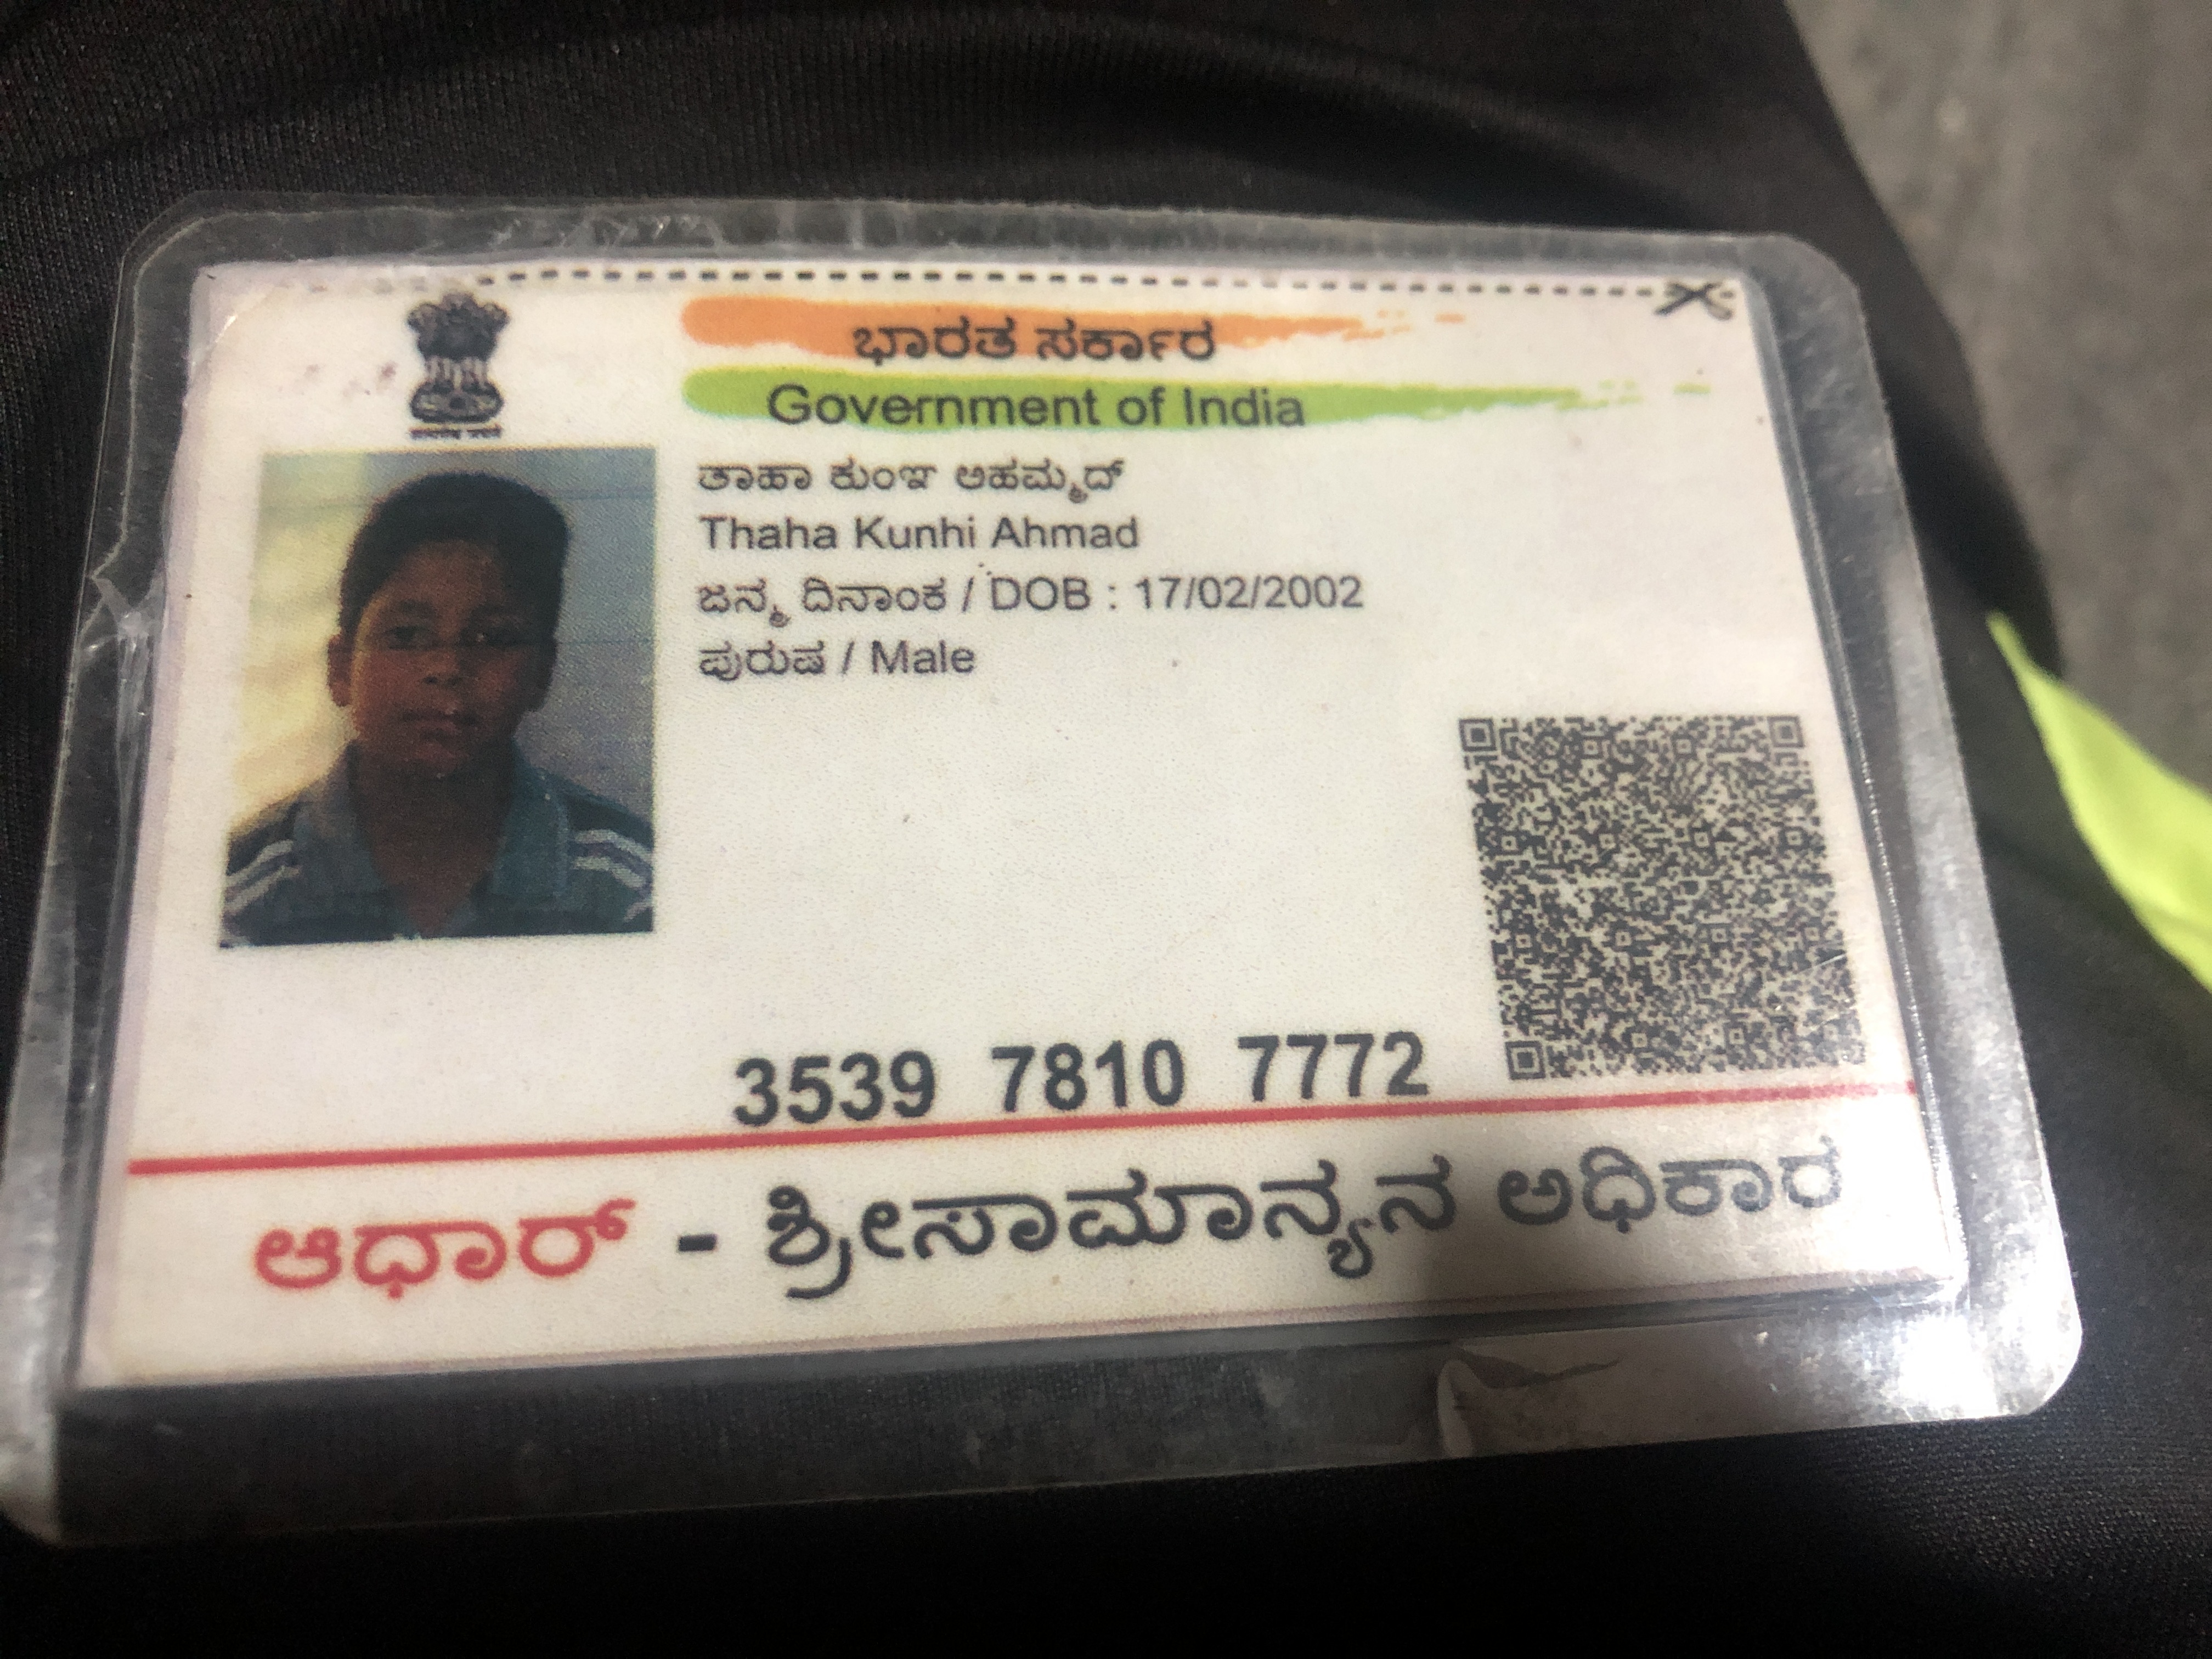 ಭಾರತ ಸರ್ಕಾರ
Government of India
ತಾಹಾ ಕುಂಞ ಅಹಮ್ಮದ್
Thaha Kunhi Ahmad
ಜನ್ಮ ದಿನಾಂಕ / DOB : 17/02/2002
ಪುರುಷ / Male
3539 7810 7772
ಆಧಾರ್ - ಶ್ರೀಸಾಮಾನ್ಯನ ಅಧಿಕಾರ